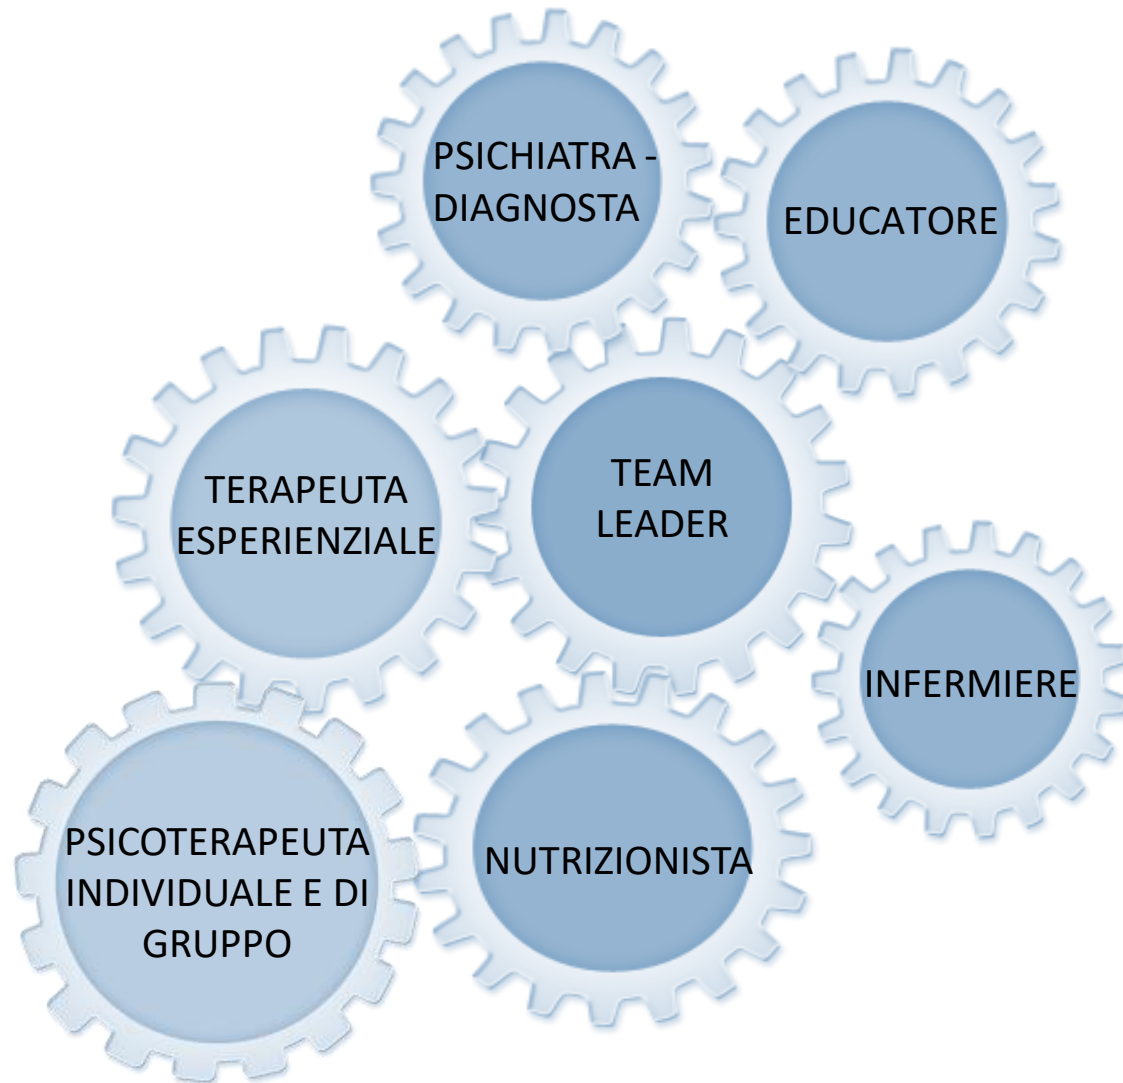 PSICHIATRA -
DIAGNOSTA
EDUCATORE
TERAPEUTA
ESPERIENZIALE
TEAM
LEADER
INFERMIERE
PSICOTERAPEUTA
INDIVIDUALE E DI
GRUPPO
NUTRIZIONISTA